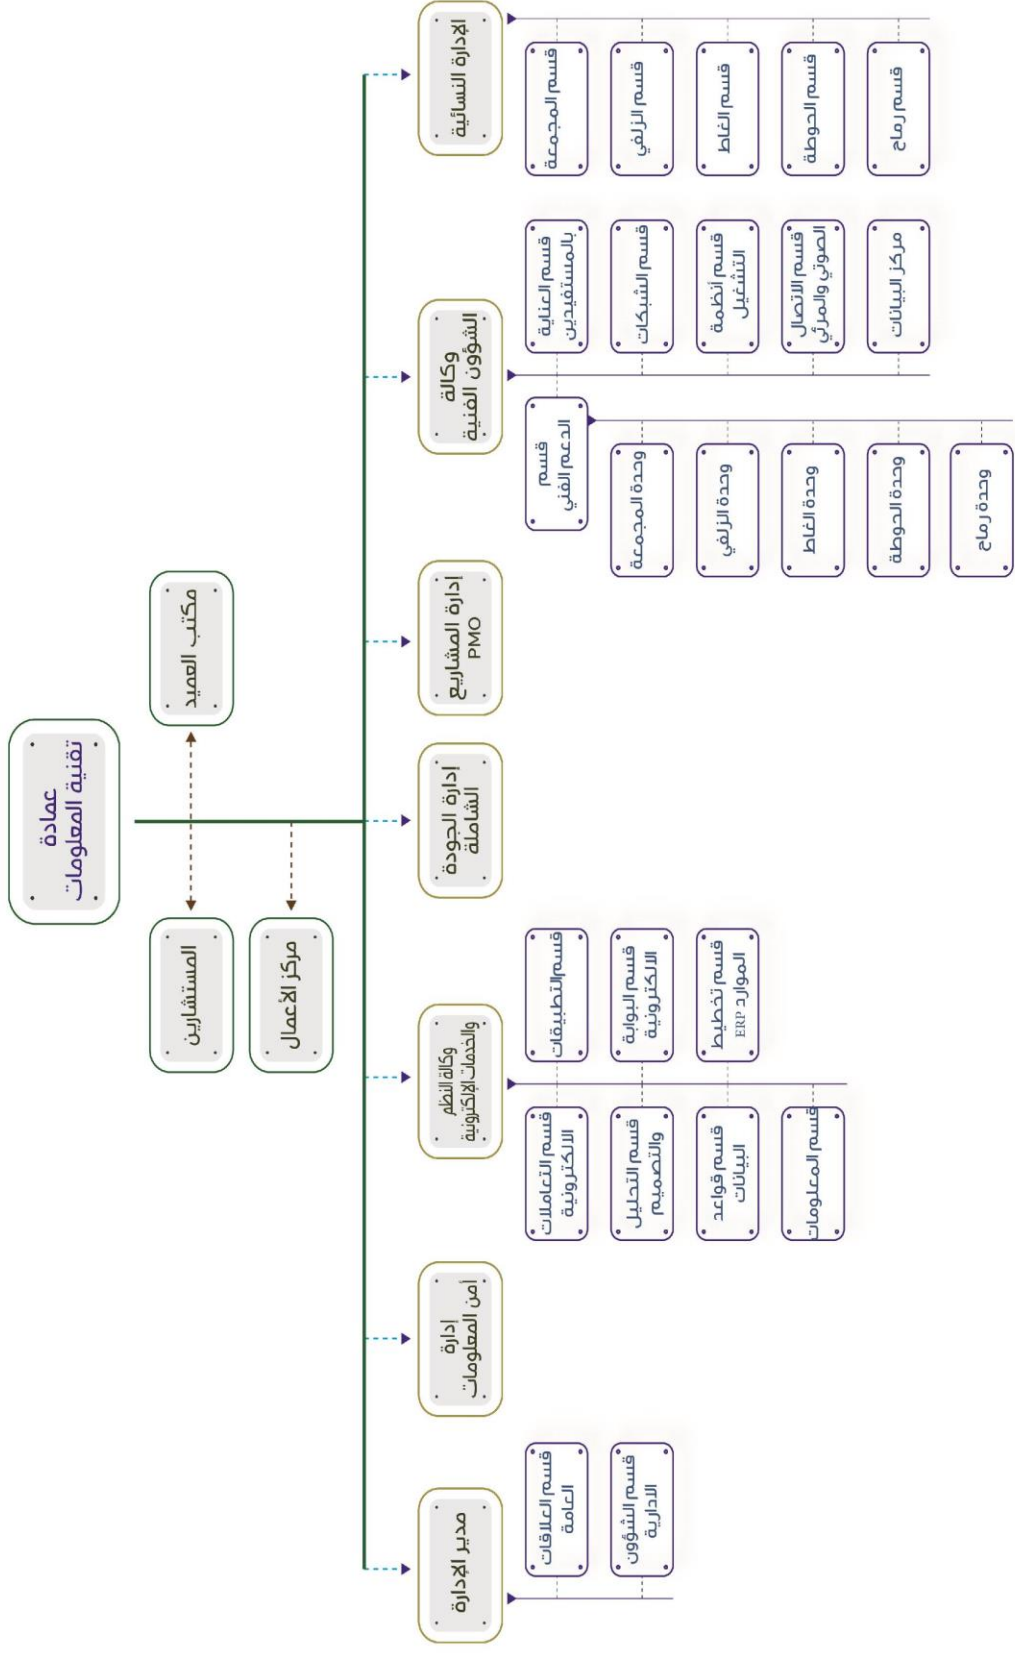 عمادة
تقنية المعلومات
مكتب العميد
المستشارين
مركز الأعمال
الإدارة النسائية
قسم المجمعة
قسم الزلفي
قسم الغاط
قسم الحوطة
قسم رماح
وكالة
الشؤون الفنية
قسم العناية
بالمستفيدين
قسم الشبكات
قسم أنظمة
التشغيل
قسم الاتصال
الصوتي والمرئي
مركز البيانات
قسم
الدعم الفني
وحدة المجمعة
وحدة الزلفي
وحدة الغاط
وحدة الحوطة
وحدة رماح
إدارة المشاريع
PMO
إدارة الجودة
الشاملة
وكالة النظم
والخدمات الإلكترونية
قسم التطبيقات
قسم البوابة
الالكترونية
قسم تخطيط
الموارد ERP
قسم التعاملات
الالكترونية
قسم التحليل
والتصميم
قسم قواعد
البيانات
قسم المعلومات
إدارة
أمن المعلومات
مدير الإدارة
قسم العلاقات
العامة
قسم الشؤون
الادارية